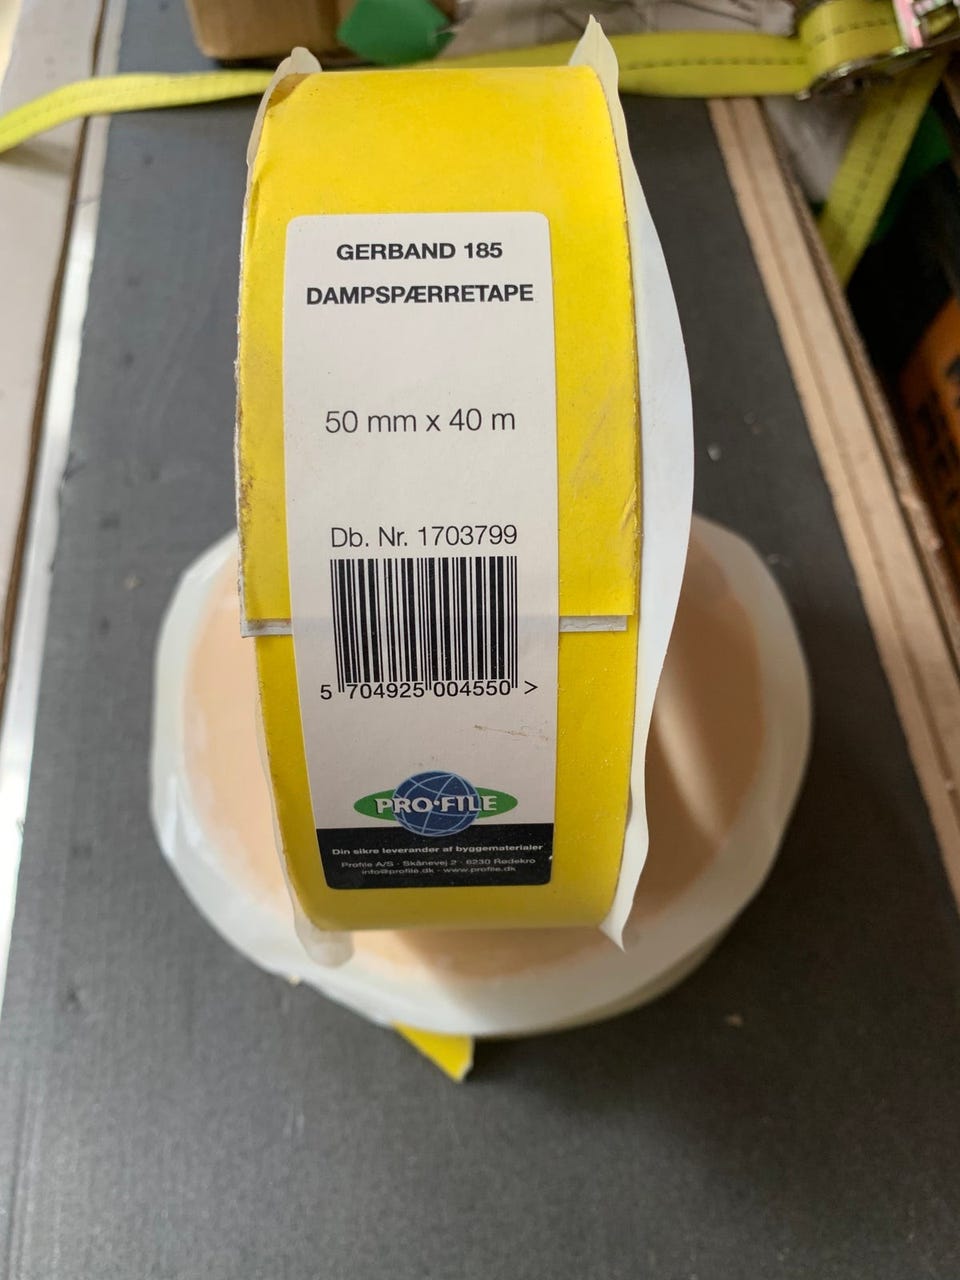 GERBAND 185
DAMPSPÆRRETAPE
50 mm x 40 m
Db. Nr. 1703799
5 704925 004550 >
PRO•FILE
Din sikre leverandør af byggematerialer
Profile A/S · Skånevej 2 · 6230 Rødekro
info@profile.dk · www.profile.dk